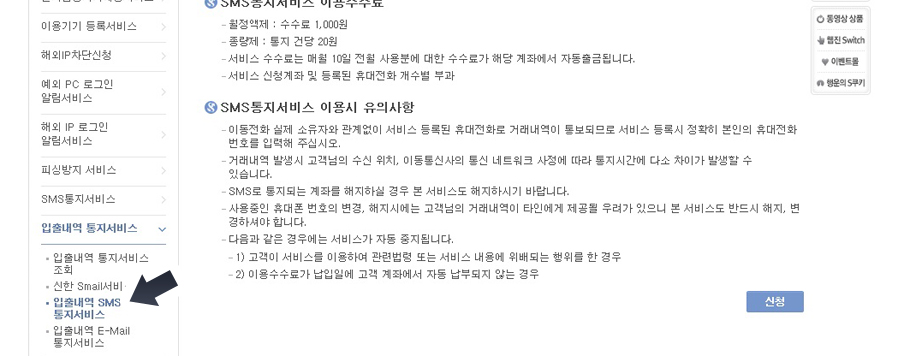 이용기기 등록서비스
해외IP차단신청
예외 PC 로그인
알림서비스
해외 IP 로그인
알림서비스
피싱방지 서비스
SMS통지서비스
입출내역 통지서비스
입출내역 통지서비스
조회
신한 Smail서비
입출내역 SMS
통지서비스
입출내역 E-Mail
통지서비스
SMS통지서비스 이용수수료
- 월정액제 : 수수료 1,000원
- 종량제 : 통지 건당 20원
- 서비스 수수료는 매월 10일 전월 사용분에 대한 수수료가 해당 계좌에서 자동출금됩니다.
- 서비스 신청계좌 및 등록된 휴대전화 개수별 부과
SMS통지서비스 이용시 유의사항
- 이동전화 실제 소유자와 관계없이 서비스 등록된 휴대전화로 거래내역이 통보되므로 서비스 등록시 정확히 본인의 휴대전화
번호를 입력해 주십시오.
- 거래내역 발생시 고객님의 수신 위치, 이동통신사의 통신 네트워크 사정에 따라 통지시간에 다소 차이가 발생할 수
있습니다.
- SMS로 통지되는 계좌를 해지하실 경우 본 서비스도 해지하시기 바랍니다.
- 사용중인 휴대폰 번호의 변경, 해지시에는 고객님의 거래내역이 타인에게 제공될 우려가 있으니 본 서비스도 반드시 해지, 변
경하셔야 합니다.
- 다음과 같은 경우에는 서비스가 자동 중지됩니다.
- 1) 고객이 서비스를 이용하여 관련법령 또는 서비스 내용에 위배되는 행위를 한 경우
- 2) 이용수수료가 납입일에 고객 계좌에서 자동 납부되지 않는 경우
신청
동영상 상품
웹진 Switch
이벤트몰
행운의 S쿠키